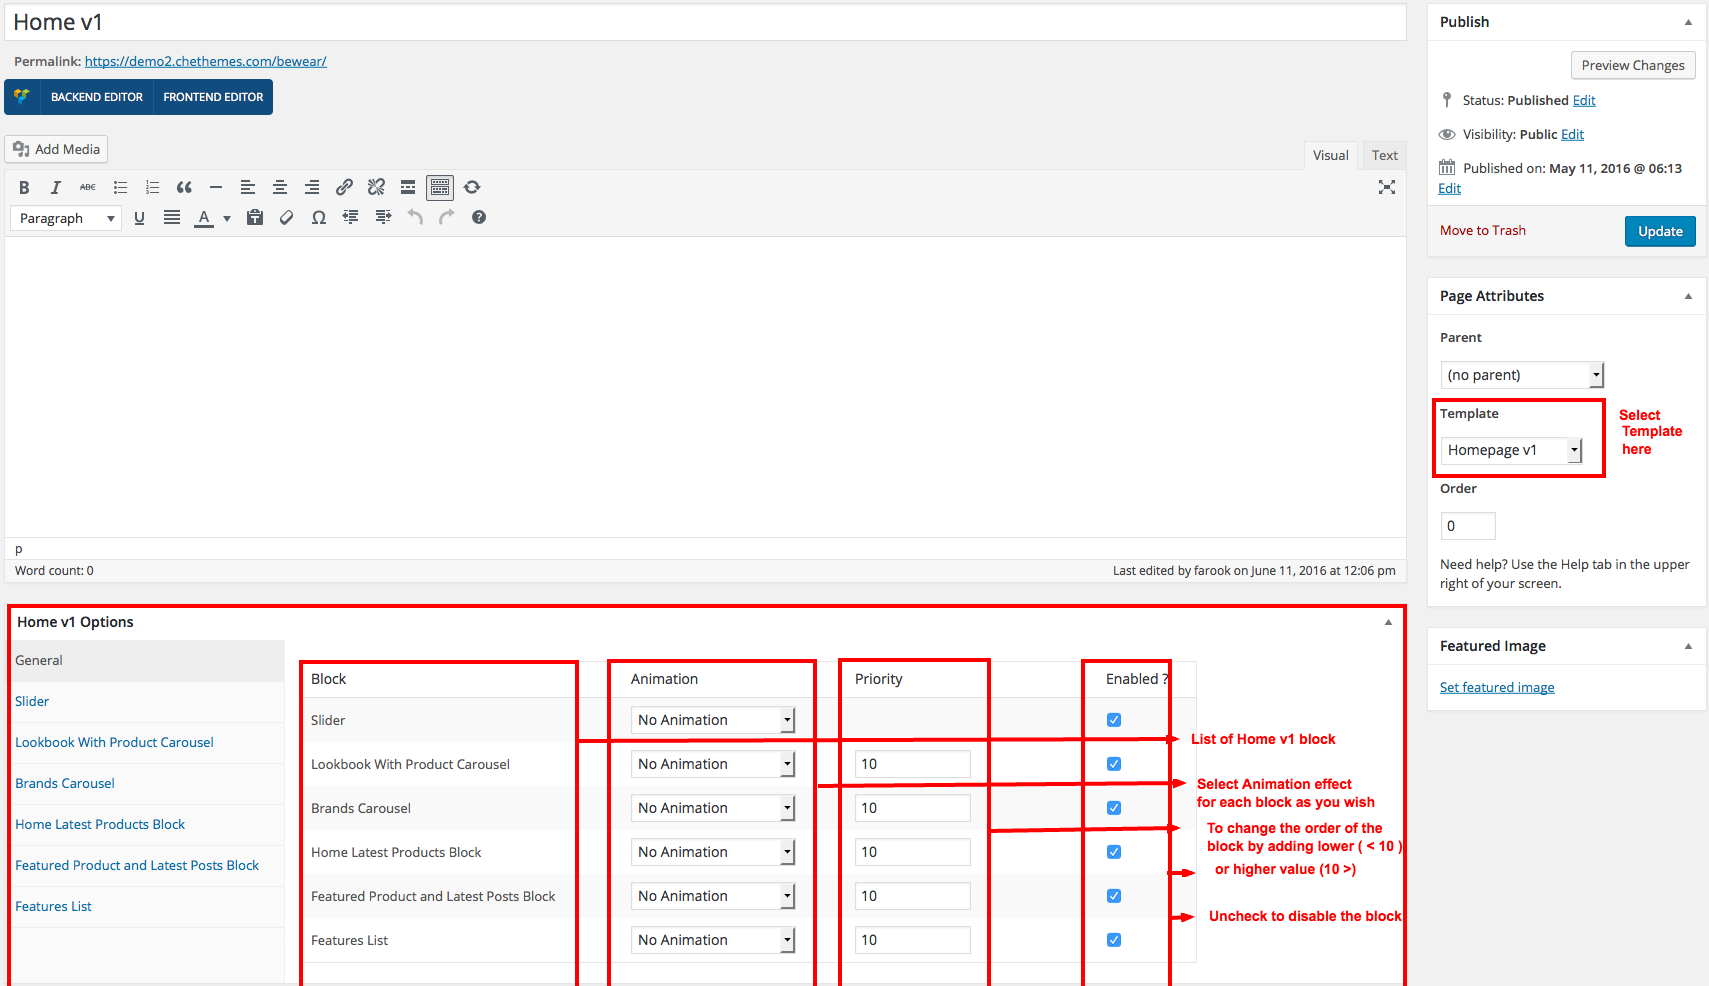 Home v1
Permalink: https://demo2.chethemes.com/bewear/
BACKEND EDITOR FRONTEND EDITOR
Add Media
Visual Text
B I ABC
Paragraph U A Ω ?
p
Word count: 0
Last edited by farook on June 11, 2016 at 12:06 pm
Publish
Preview Changes
Status: Published Edit
Visibility: Public Edit
Published on: May 11, 2016 @ 06:13
Edit
Move to Trash Update
Page Attributes
Parent
(no parent)
Template
Homepage v1
Select
Template
here
Order
0
Need help? Use the Help tab in the upper
right of your screen.
Featured Image
Set featured image
Home v1 Options
General
Slider
Lookbook With Product Carousel
Brands Carousel
Home Latest Products Block
Featured Product and Latest Posts Block
Features List
Block Animation Priority Enabled ?
Slider No Animation
Lookbook With Product Carousel No Animation 10
Brands Carousel No Animation 10
Home Latest Products Block No Animation 10
Featured Product and Latest Posts Block No Animation 10
Features List No Animation 10
List of Home v1 block
Select Animation effect
for each block as you wish
To change the order of the
block by adding lower ( < 10 )
or higher value (10 >)
Uncheck to disable the block